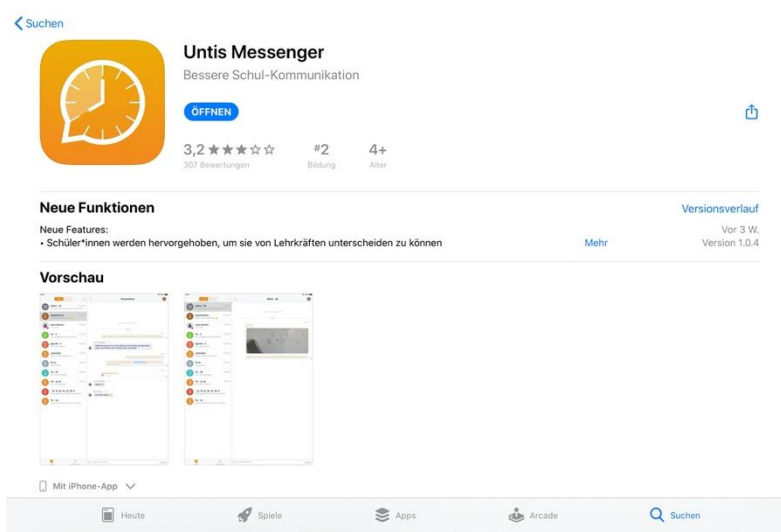 Suchen
Untis Messenger
Bessere Schul-Kommunikation
ÖFFNEN
3,2 #2 4+
307 Bewertungen Bildung Alter
Neue Funktionen Versionsverlauf
Neue Features: Vor 3 W.
• Schüler*innen werden hervorgehoben, um sie von Lehrkräften unterscheiden zu können Mehr Version 1.0.4
Vorschau
Mit iPhone-App
Heute Spiele Apps Arcade Suchen